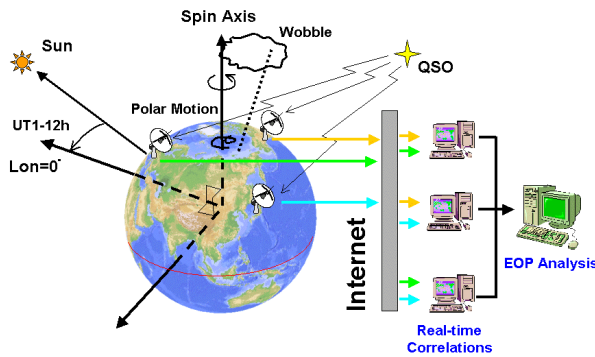 Spin Axis
Wobble
Sun
QSO
Polar Motion
UT1-12h
Lon=0-
Internet
EOP Analysis
Real-time
Correlations